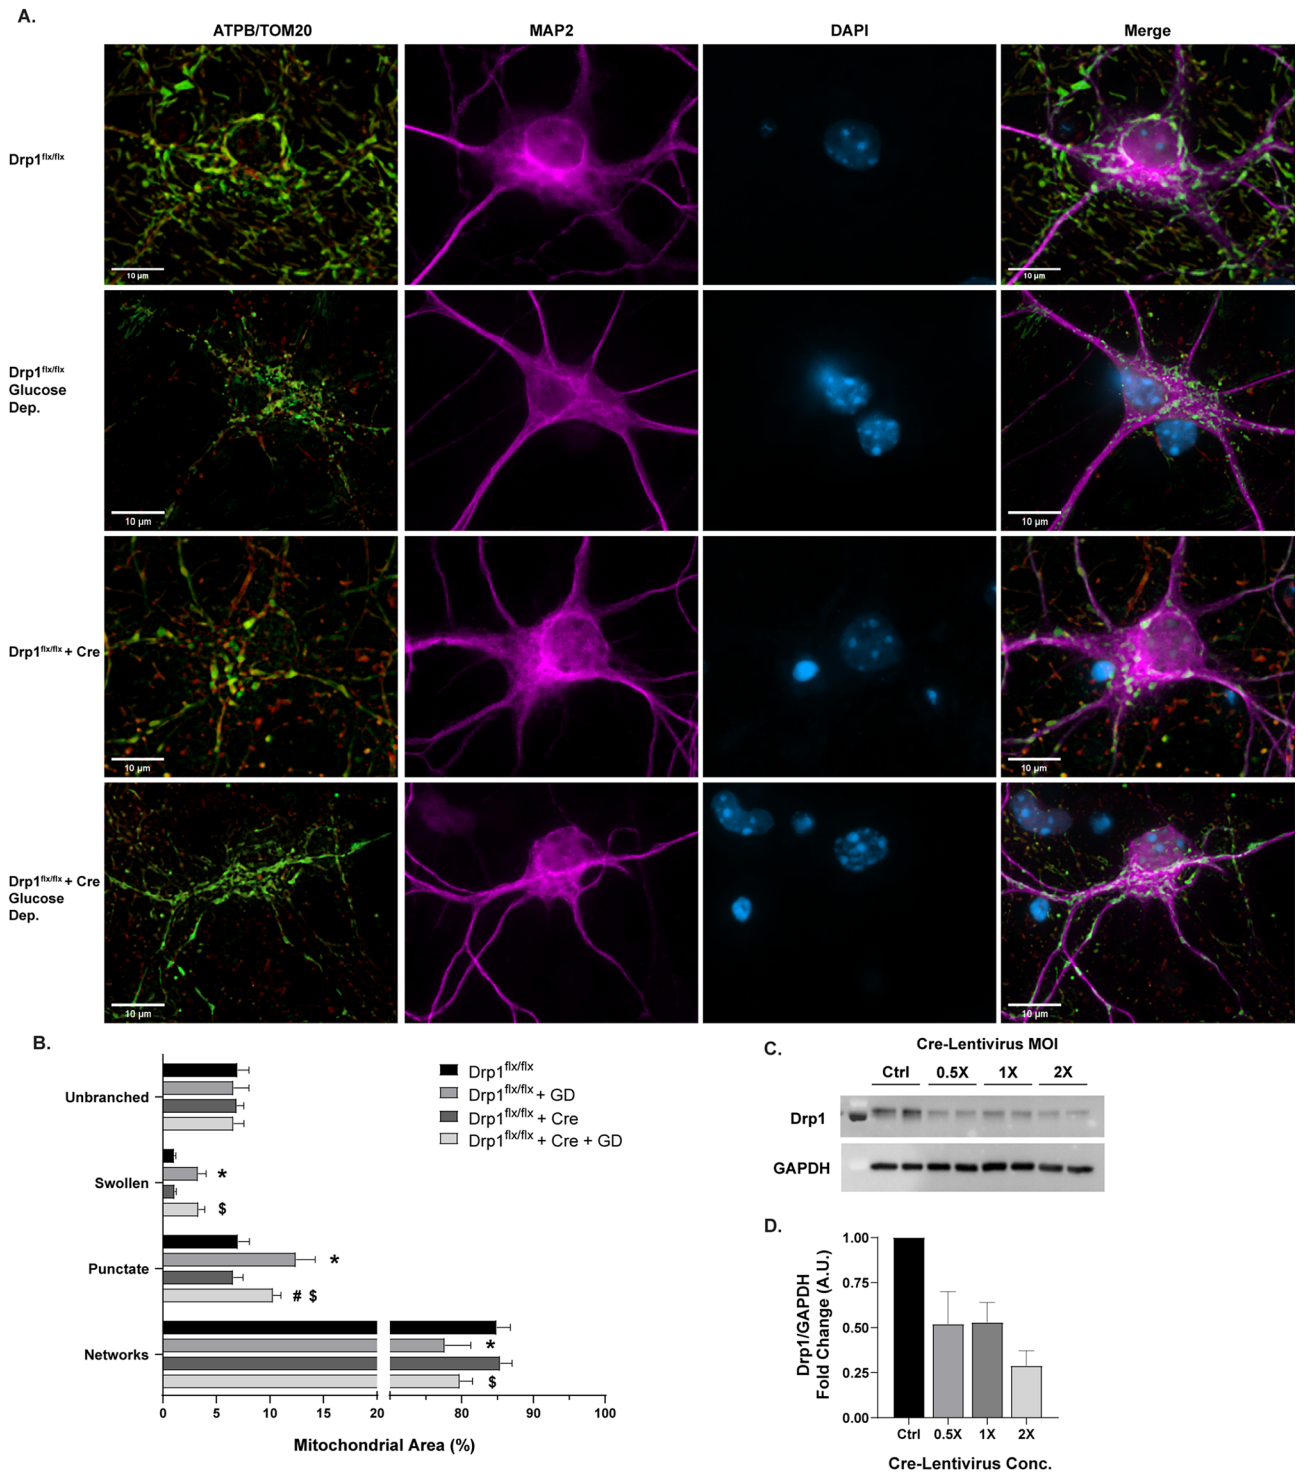 A.
ATPB/TOM20 MAP2 DAPI Merge
Drp1flx/flx
10 µm
10 µm
Drp1flx/flx
Glucose
Dep.
10 µm
10 µm
Drp1flx/flx + Cre
10 µm
10 µm
Drp1flx/flx + Cre
Glucose
Dep.
10 µm
10 µm
B.
Unbranched
Swollen
Punctate
Networks
* 
$
*
# $
*
$
Drp1flx/flx
Drp1flx/flx + GD
Drp1flx/flx + Cre
Drp1flx/flx + Cre + GD
0 5 10 15 20 80 90 100
Mitochondrial Area (%)
C.
Cre-Lentivirus MOI
Ctrl 0.5X 1X 2X
Drp1
GAPDH
D.
Drp1/GAPDH
Fold Change (A.U.)
1.00
0.75
0.50
0.25
0.00
Ctrl 0.5X 1X 2X
Cre-Lentivirus Conc.